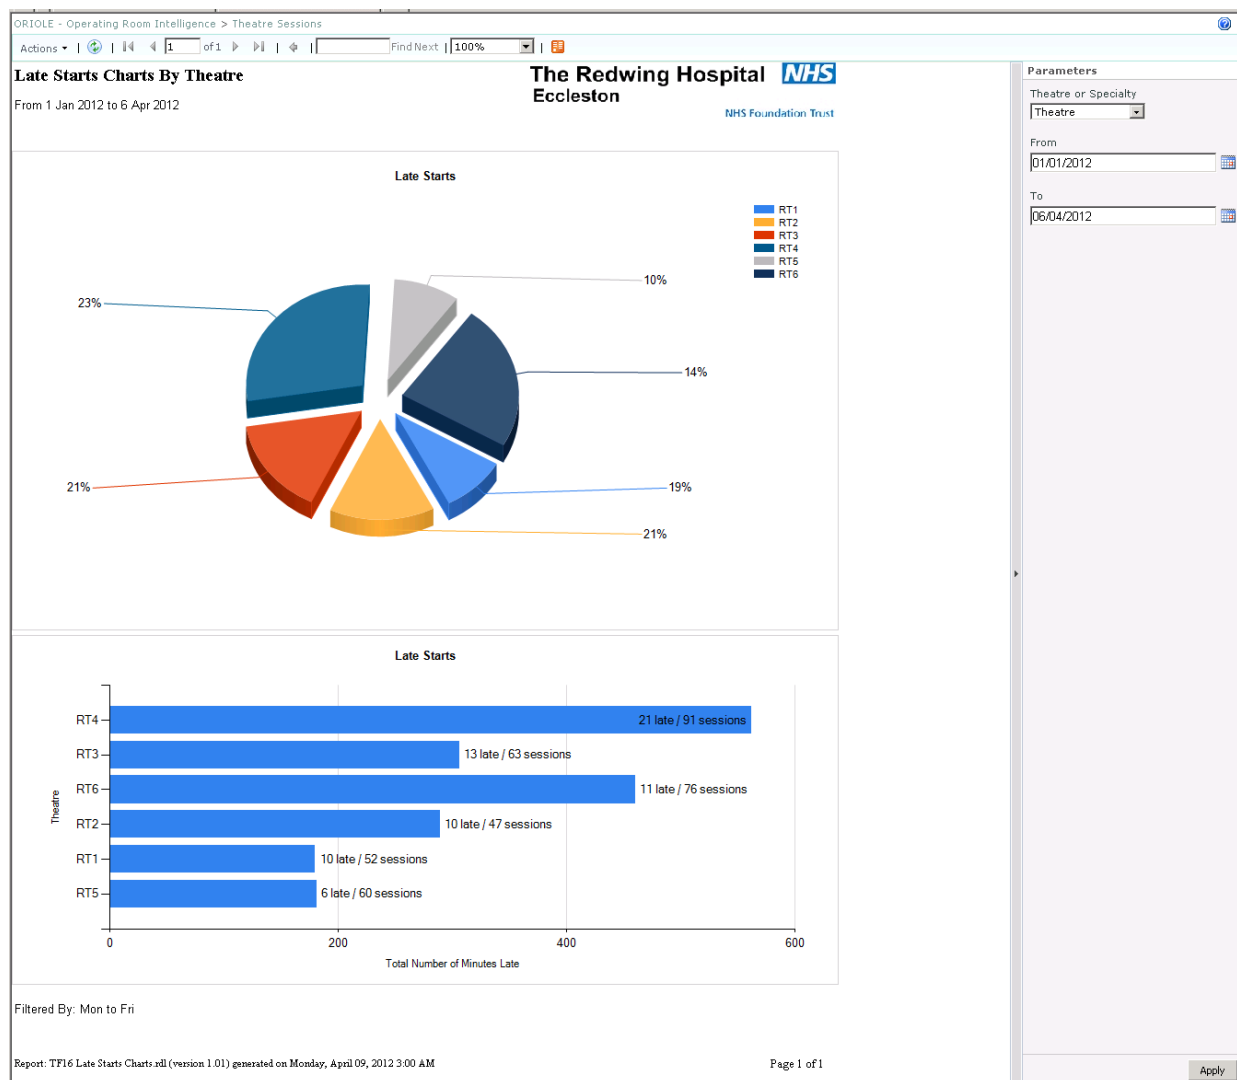 ORIOLE - Operating Room Intelligence > Theatre Sessions
Actions 1 of 1 Find Next 100%
Late Starts Charts By Theatre
From 1 Jan 2012 to 6 Apr 2012
The Redwing Hospital NHS
Eccleston
NHS Foundation Trust
Parameters
Theatre or Specialty
Theatre
From
01/01/2012
To
06/04/2012
Late Starts
RT1
RT2
RT3
RT4
RT5
RT6
10%
23%
14%
21%
19%
21%
Late Starts
RT4 21 late / 91 sessions
RT3 13 late / 63 sessions
RT6 11 late / 76 sessions
Theatre
RT2 10 late / 47 sessions
RT1 10 late / 52 sessions
RT5 6 late / 60 sessions
0 200 400 600
Total Number of Minutes Late
Filtered By: Mon to Fri
Report: TF16 Late Starts Charts.rdl (version 1.01) generated on Monday, April 09, 2012 3:00 AM
Page 1 of 1
Apply